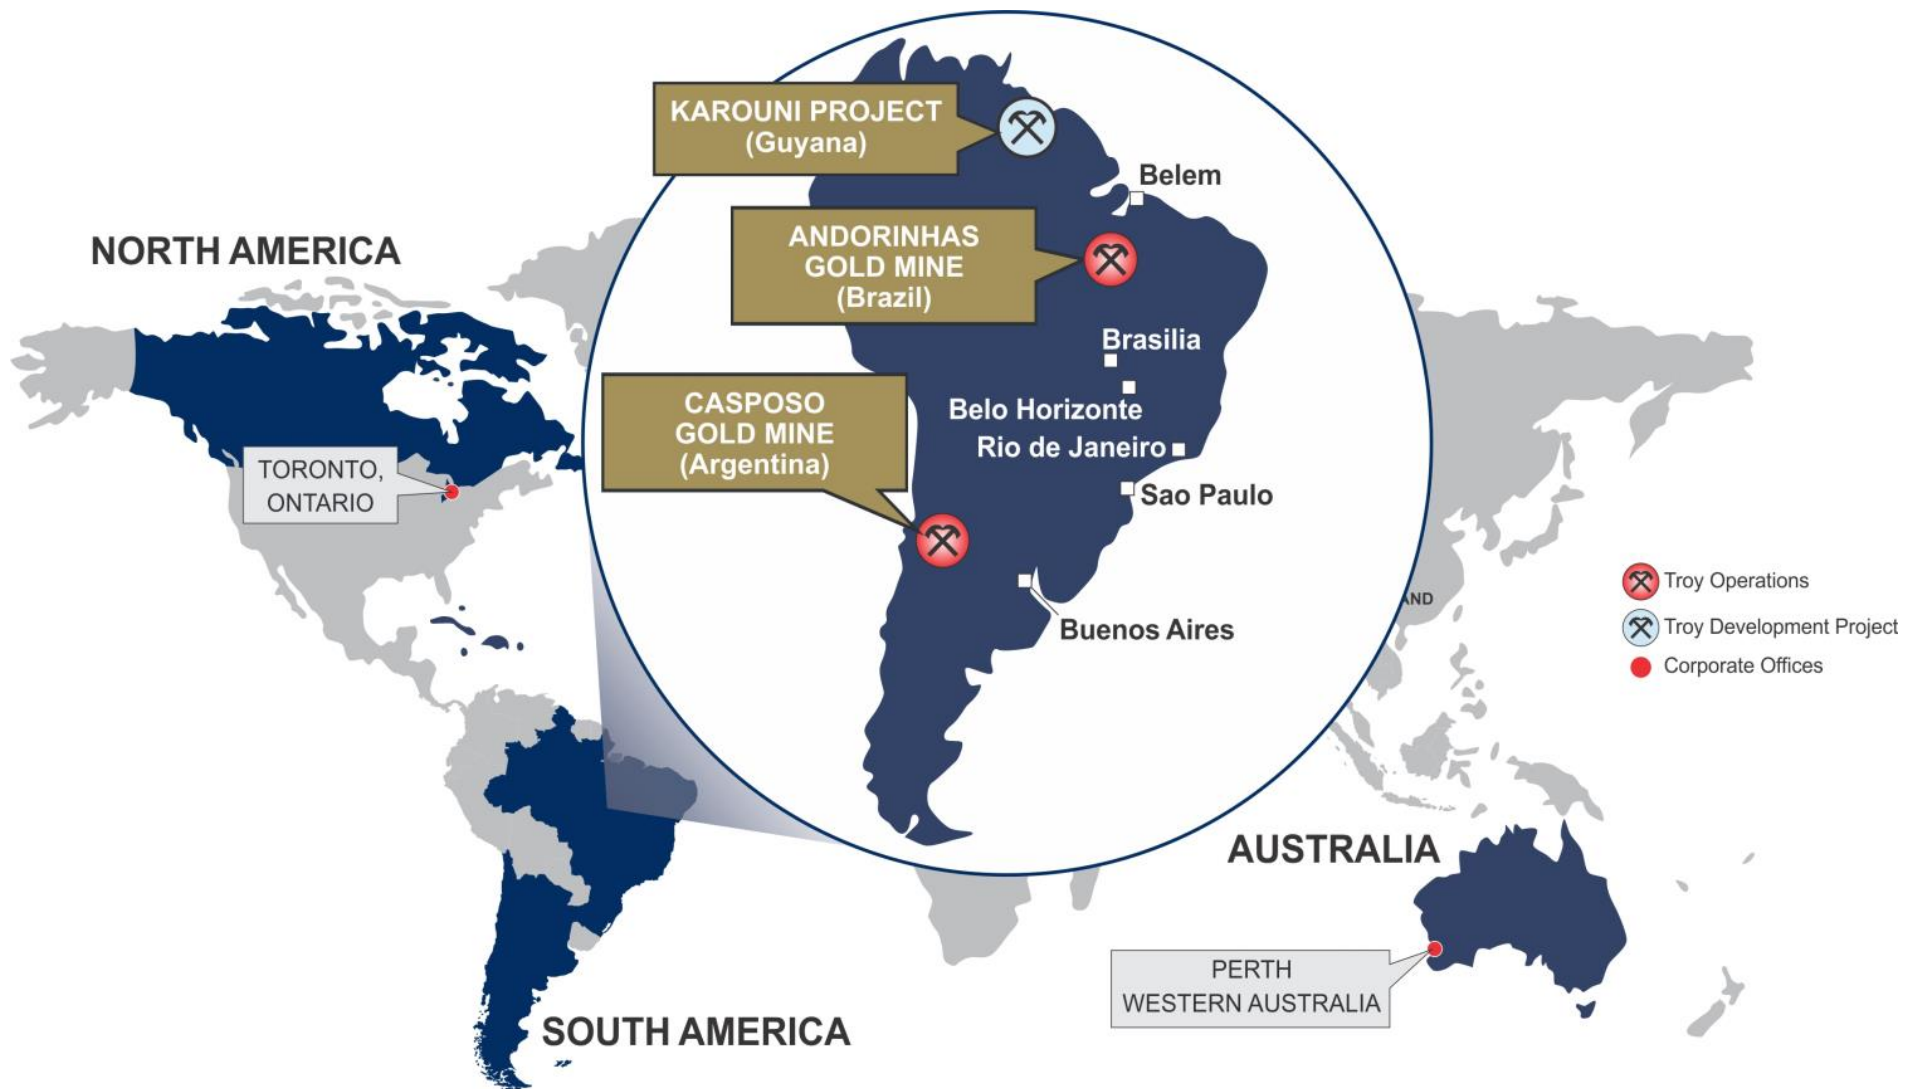 KAROUNI PROJECT
(Guyana)
Belem
NORTH AMERICA
ANDORINHAS
GOLD MINE
(Brazil)
Brasilia
CASPOSO
GOLD MINE
(Argentina)
Belo Horizonte
Rio de Janeiro
TORONTO,
ONTARIO
Sao Paulo
Buenos Aires
AND
Troy Operations
Troy Development Project
Corporate Offices
AUSTRALIA
PERTH
WESTERN AUSTRALIA
SOUTH AMERICA